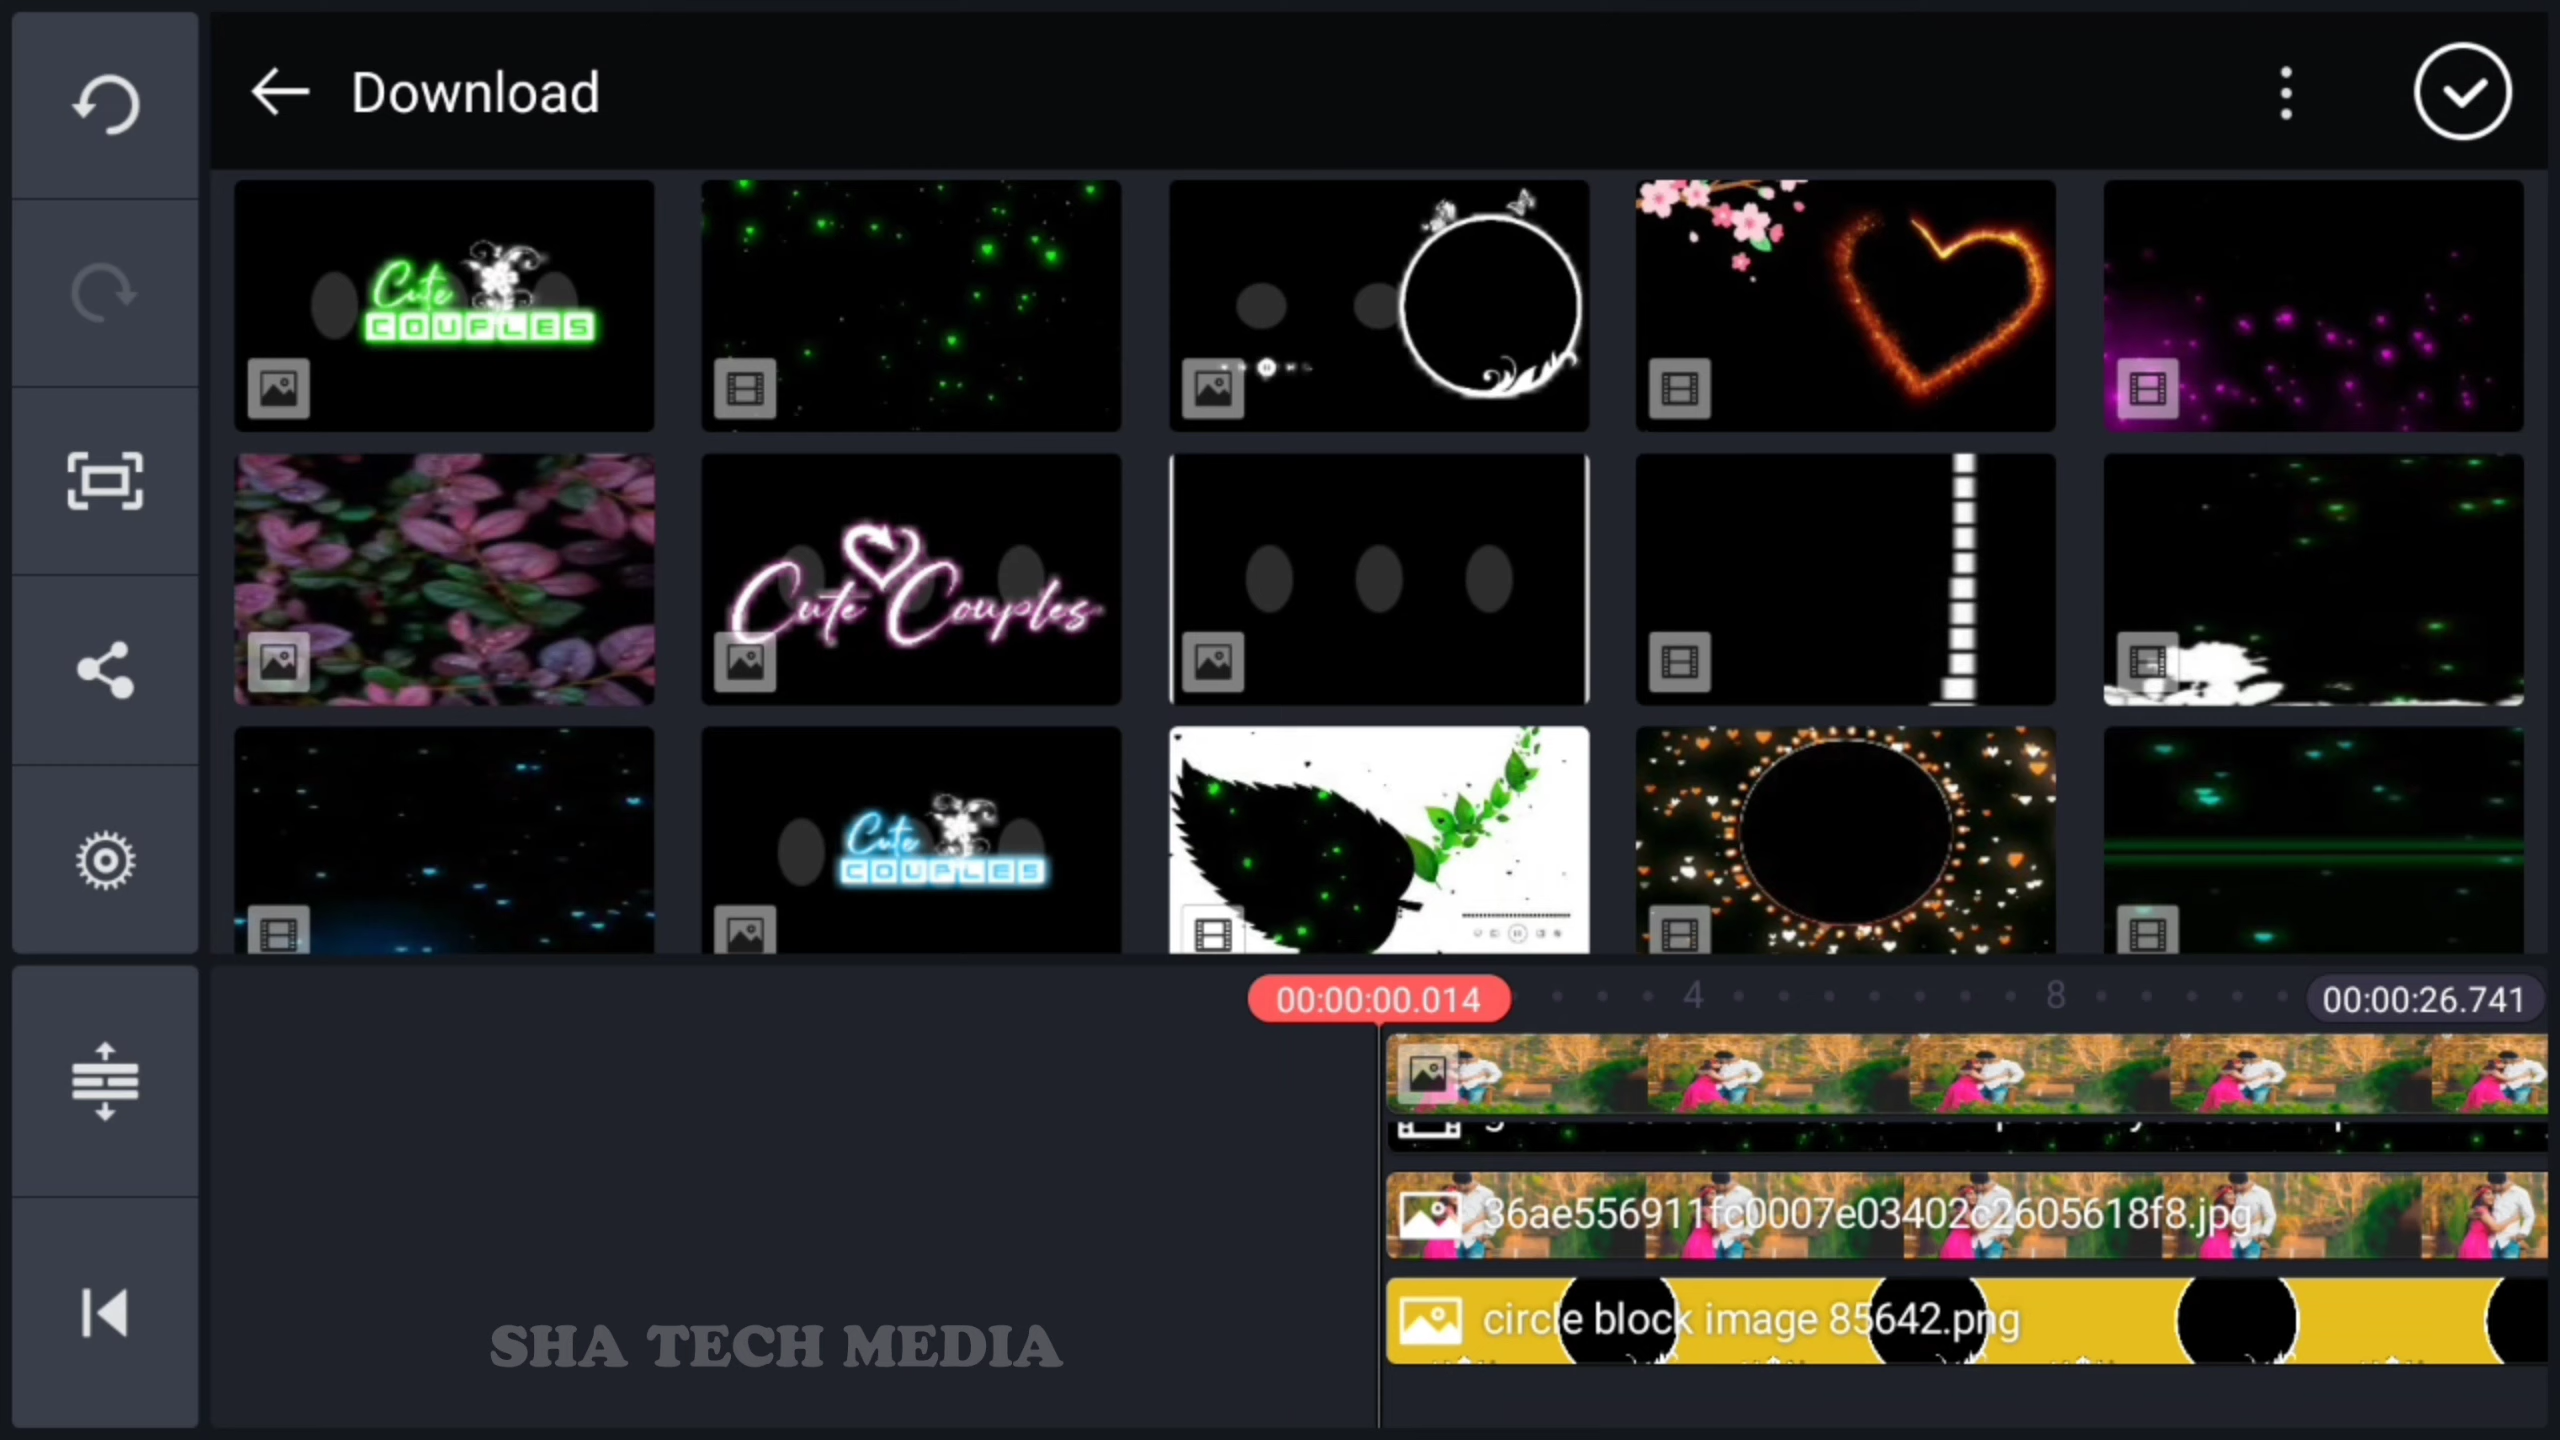 Download
Cute
COUPLES
Cute Couples
Cute
COUPLES
00:00:00.014
4
8
00:00:26.741
36ae556911fc0007e03402c2605618f8.jpg
circle block image 85642.png
SHA TECH MEDIA